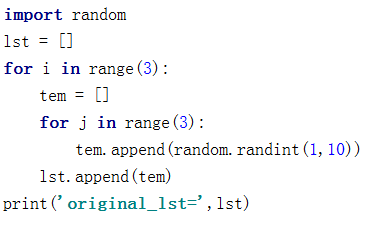 import random
lst = []
for i in range(3):
    tem = []
    for j in range(3):
        tem.append(random.randint(1,10))
    lst.append(tem)
print('original_lst=',lst)